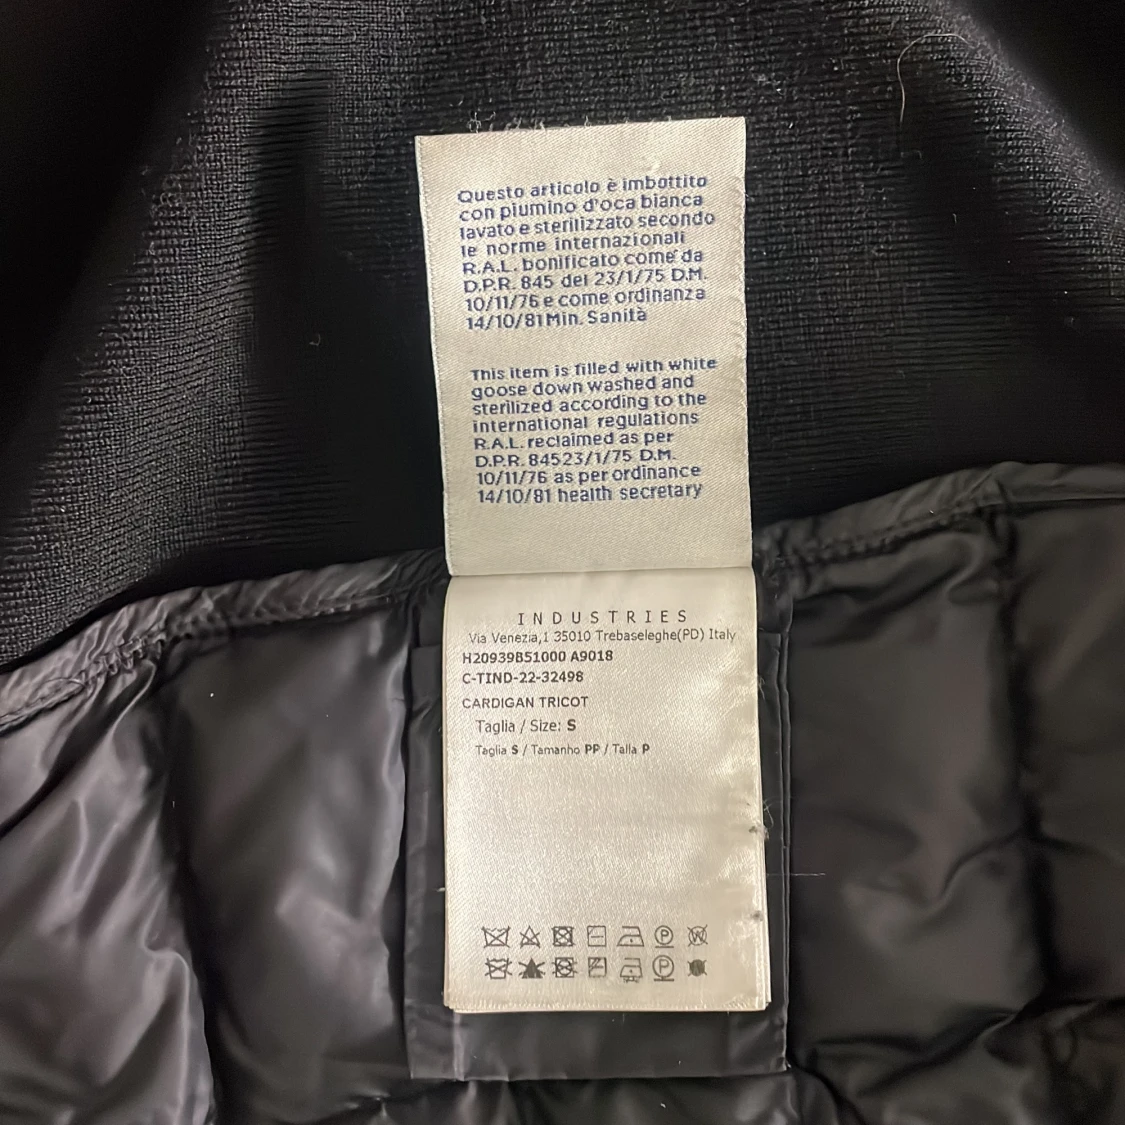 Questo articolo è imbottito
con piumino d'oca bianca
lavato e sterilizzato secondo
le norme internazionali
R.A.L. bonificato come da
D.P.R. 845 del 23/1/75 D.M.
10/11/76 e come ordinanza
14/10/81 Min. Sanità
This item is filled with white
goose down washed and
sterilized according to the
international regulations
R.A.L. reclaimed as per
D.P.R. 84523/1/75 D.M.
10/11/76 as per ordinance
14/10/81 health secretary
INDUSTRIES
Via Venezia,1 35010 Trebaseleghe(PD) Italy
H20939B51000 A9018
C-TIND-22-32498
CARDIGAN TRICOT
Taglia / Size: S
Taglia S / Tamanho PP / Talla P